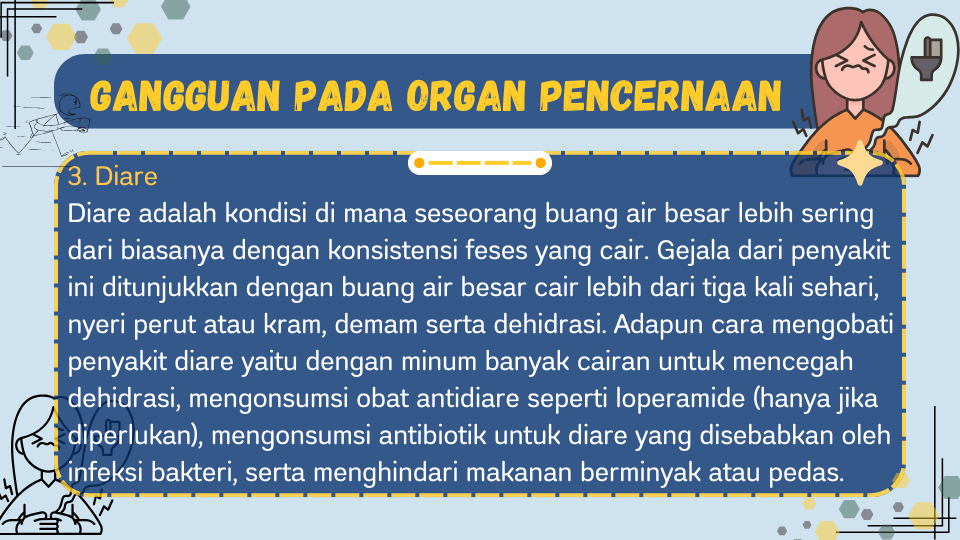 GANGGUAN PADA ORGAN PENCERNAAN
3. Diare
Diare adalah kondisi di mana seseorang buang air besar lebih sering
dari biasanya dengan konsistensi feses yang cair. Gejala dari penyakit
ini ditunjukkan dengan buang air besar cair lebih dari tiga kali sehari,
nyeri perut atau kram, demam serta dehidrasi. Adapun cara mengobati
penyakit diare yaitu dengan minum banyak cairan untuk mencegah
dehidrasi, mengonsumsi obat antidiare seperti loperamide (hanya jika
diperlukan), mengonsumsi antibiotik untuk diare yang disebabkan oleh
infeksi bakteri, serta menghindari makanan berminyak atau pedas.